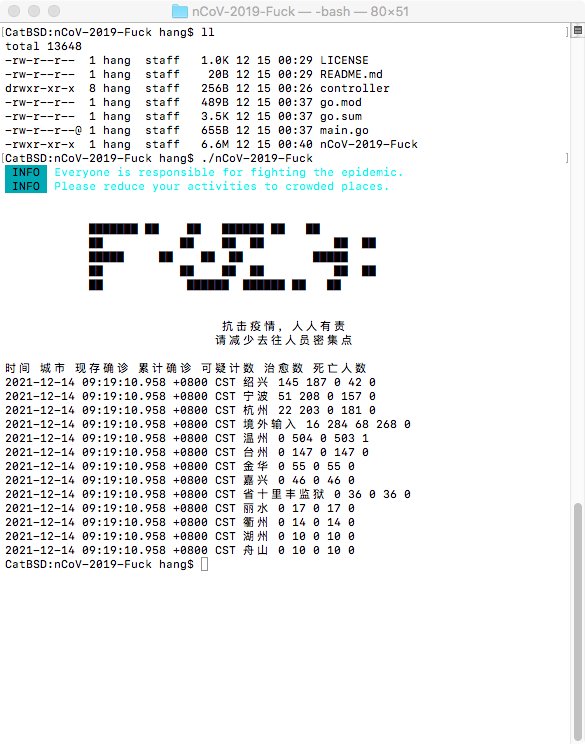 nCoV-2019-Fuck — -bash — 80×51
[CatBSD:nCoV-2019-Fuck hang$ ll ]
total 13648
-rw-r--r-- 1 hang staff 1.0K 12 15 00:29 LICENSE
-rw-r--r-- 1 hang staff 20B 12 15 00:29 README.md
drwxr-xr-x 8 hang staff 256B 12 15 00:26 controller
-rw-r--r-- 1 hang staff 489B 12 15 00:37 go.mod
-rw-r--r-- 1 hang staff 3.5K 12 15 00:37 go.sum
-rw-r--r--@ 1 hang staff 655B 12 15 00:37 main.go
-rwxr-xr-x 1 hang staff 6.6M 12 15 00:40 nCoV-2019-Fuck
[CatBSD:nCoV-2019-Fuck hang$ ./nCoV-2019-Fuck ]
INFO Everyone is responsible for fighting the epidemic.
INFO Please reduce your activities to crowded places.
抗击疫情，人人有责
请减少去往人员密集点
时间 城市 现存确诊 累计确诊 可疑计数 治愈数 死亡人数
2021-12-14 09:19:10.958 +0800 CST 绍兴 145 187 0 42 0
2021-12-14 09:19:10.958 +0800 CST 宁波 51 208 0 157 0
2021-12-14 09:19:10.958 +0800 CST 杭州 22 203 0 181 0
2021-12-14 09:19:10.958 +0800 CST 境外输入 16 284 68 268 0
2021-12-14 09:19:10.958 +0800 CST 温州 0 504 0 503 1
2021-12-14 09:19:10.958 +0800 CST 台州 0 147 0 147 0
2021-12-14 09:19:10.958 +0800 CST 金华 0 55 0 55 0
2021-12-14 09:19:10.958 +0800 CST 嘉兴 0 46 0 46 0
2021-12-14 09:19:10.958 +0800 CST 省十里丰监狱 0 36 0 36 0
2021-12-14 09:19:10.958 +0800 CST 丽水 0 17 0 17 0
2021-12-14 09:19:10.958 +0800 CST 衢州 0 14 0 14 0
2021-12-14 09:19:10.958 +0800 CST 湖州 0 10 0 10 0
2021-12-14 09:19:10.958 +0800 CST 舟山 0 10 0 10 0
CatBSD:nCoV-2019-Fuck hang$